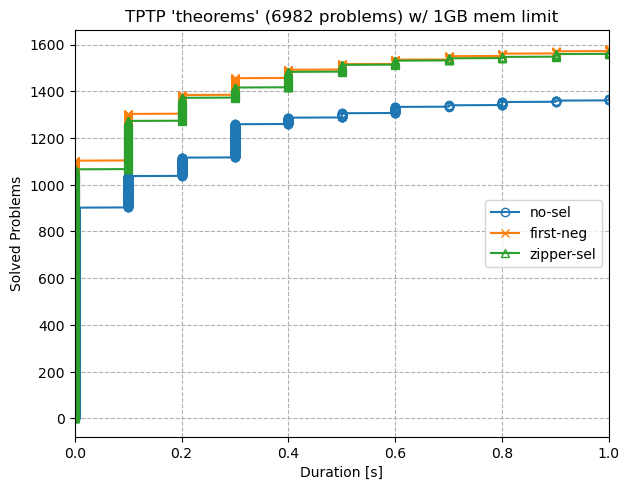 TPTP 'theorems' (6982 problems) w/ 1GB mem limit
1600
1400
1200
1000
800
600
400
200
0
Solved Problems
no-sel
first-neg
zipper-sel
0.0 0.2 0.4 0.6 0.8 1.0
Duration [s]